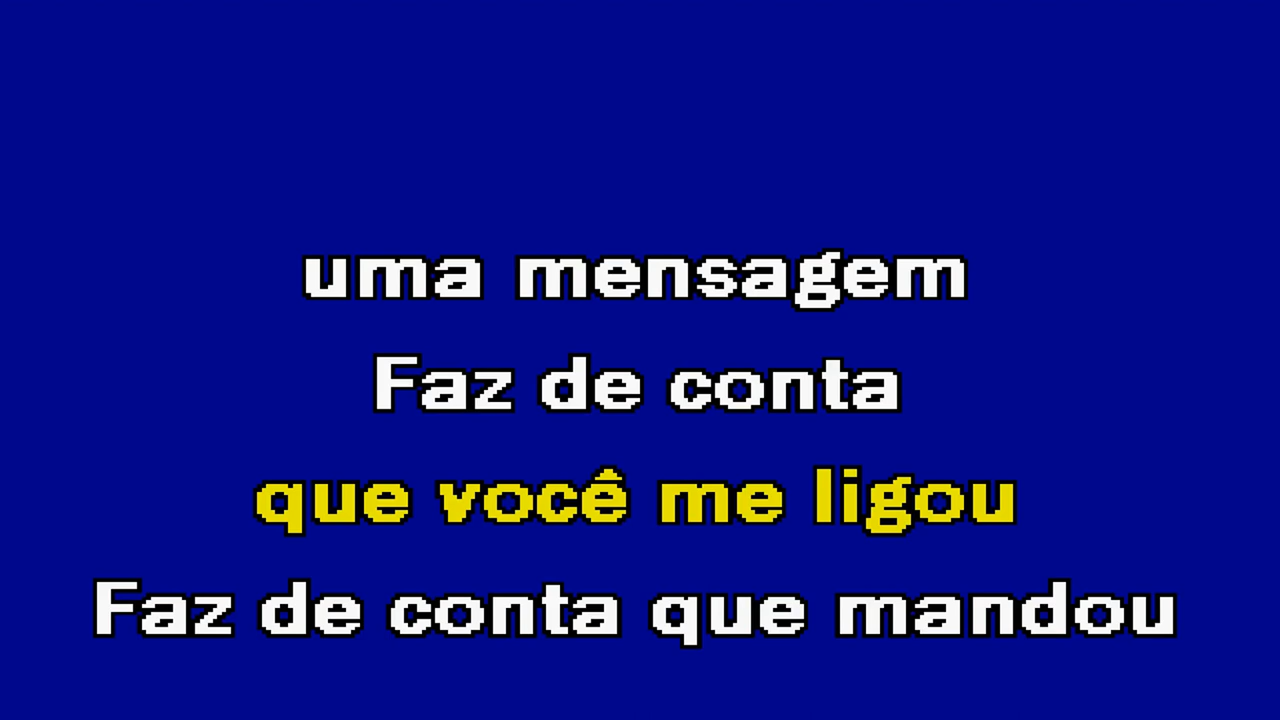 uma mensagem
Faz de conta
que você me ligou
Faz de conta que mandou